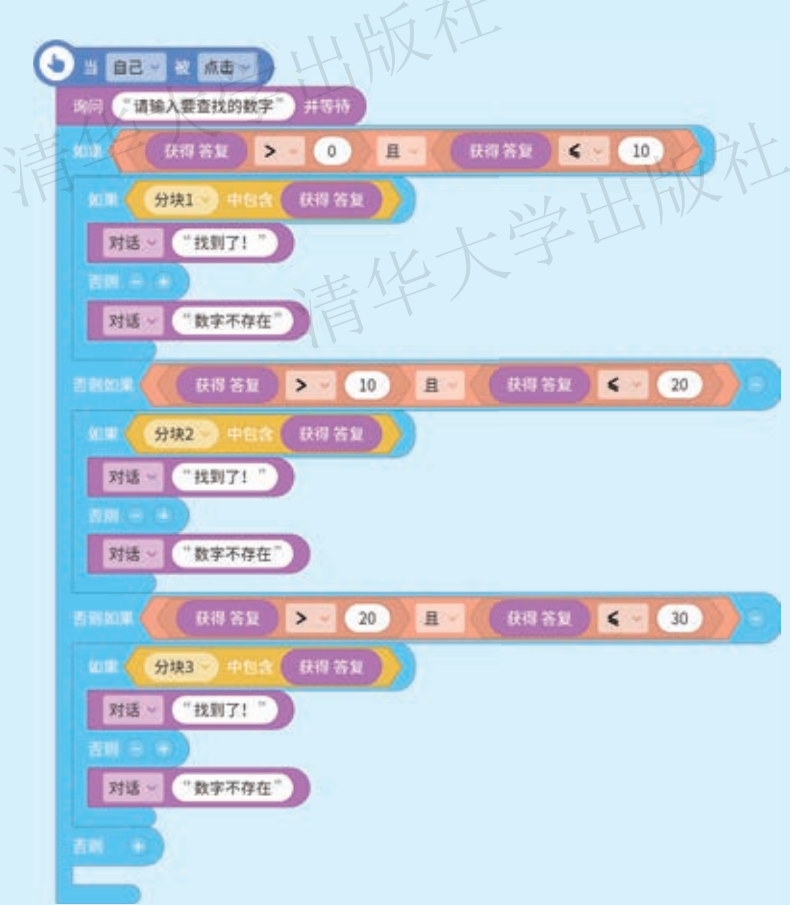 当 自己 被 点击
询问 “请输入要查找的数字” 并等待
如果 获得 答复 > 0 且 获得 答复 ≤ 10
如果 分块1 中包含 获得 答复
对话 “找到了！”
否则 - +
对话 “数字不存在”
否则如果 获得 答复 > 10 且 获得 答复 ≤ 20 -
如果 分块2 中包含 获得 答复
对话 “找到了！”
否则 - +
对话 “数字不存在”
否则如果 获得 答复 > 20 且 获得 答复 ≤ 30 -
如果 分块3 中包含 获得 答复
对话 “找到了！”
否则 - +
对话 “数字不存在”
否则 +
清华大学出版社
清华大学出版社